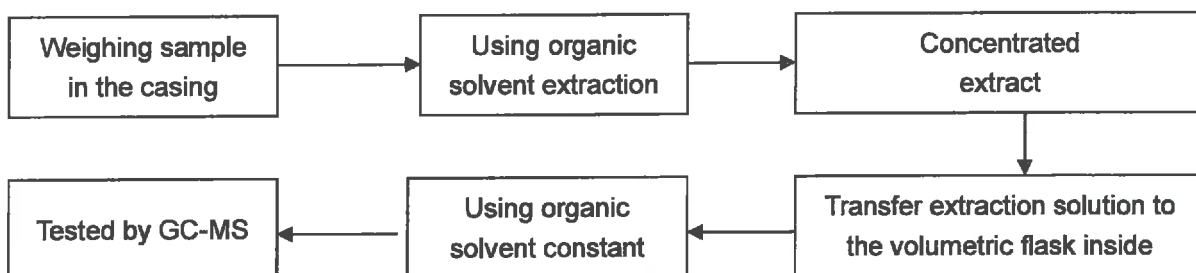 Weighing sample
in the casing
Using organic
solvent extraction
Concentrated
extract
Transfer extraction solution to
the volumetric flask inside
Using organic
solvent constant
Tested by GC-MS